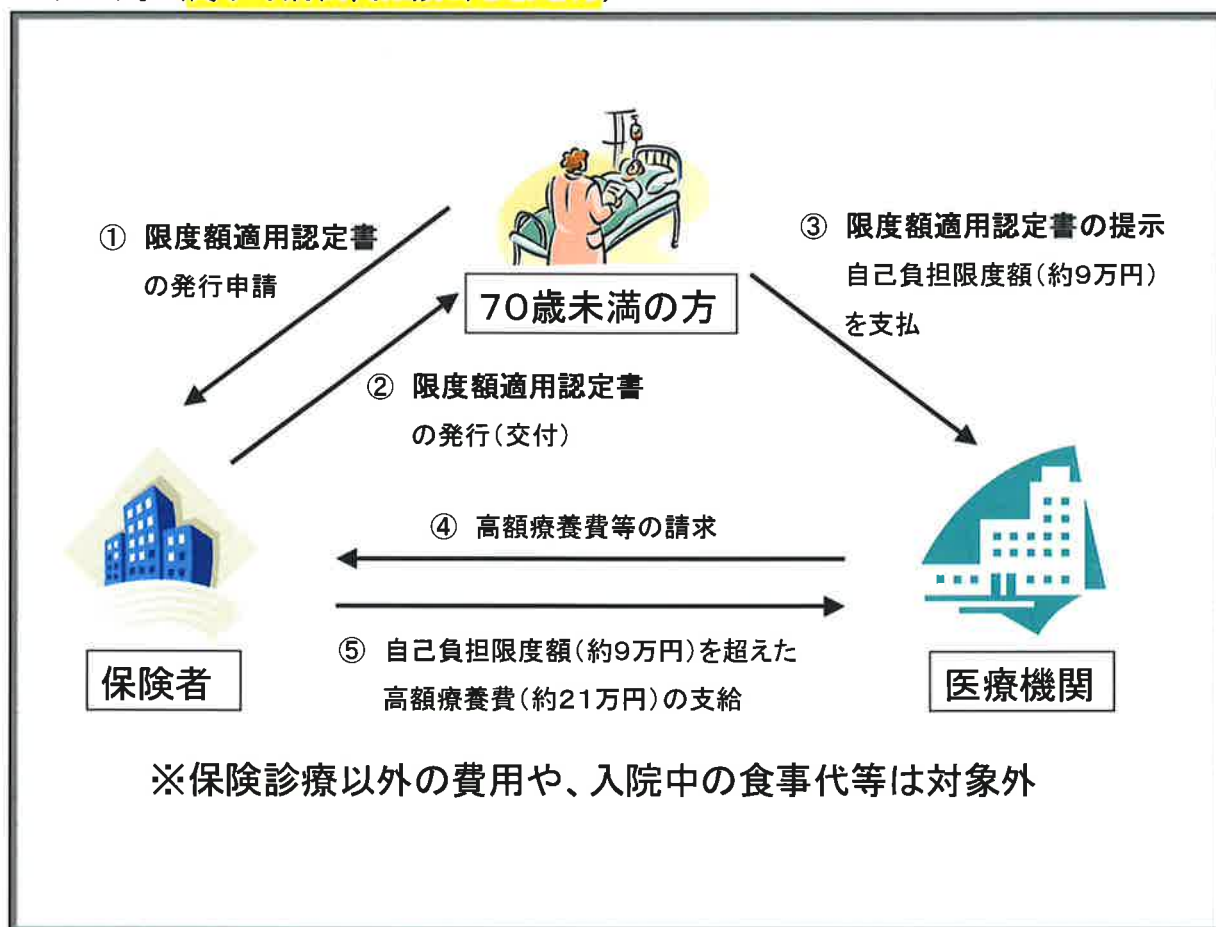 ① 限度額適用認定書
の発行申請
70歳未満の方
③ 限度額適用認定書の提示
自己負担限度額(約9万円)
を支払
② 限度額適用認定書
の発行(交付)
④ 高額療養費等の請求
保険者
⑤ 自己負担限度額(約9万円)を超えた
高額療養費(約21万円)の支給
医療機関
※保険診療以外の費用や、入院中の食事代等は対象外